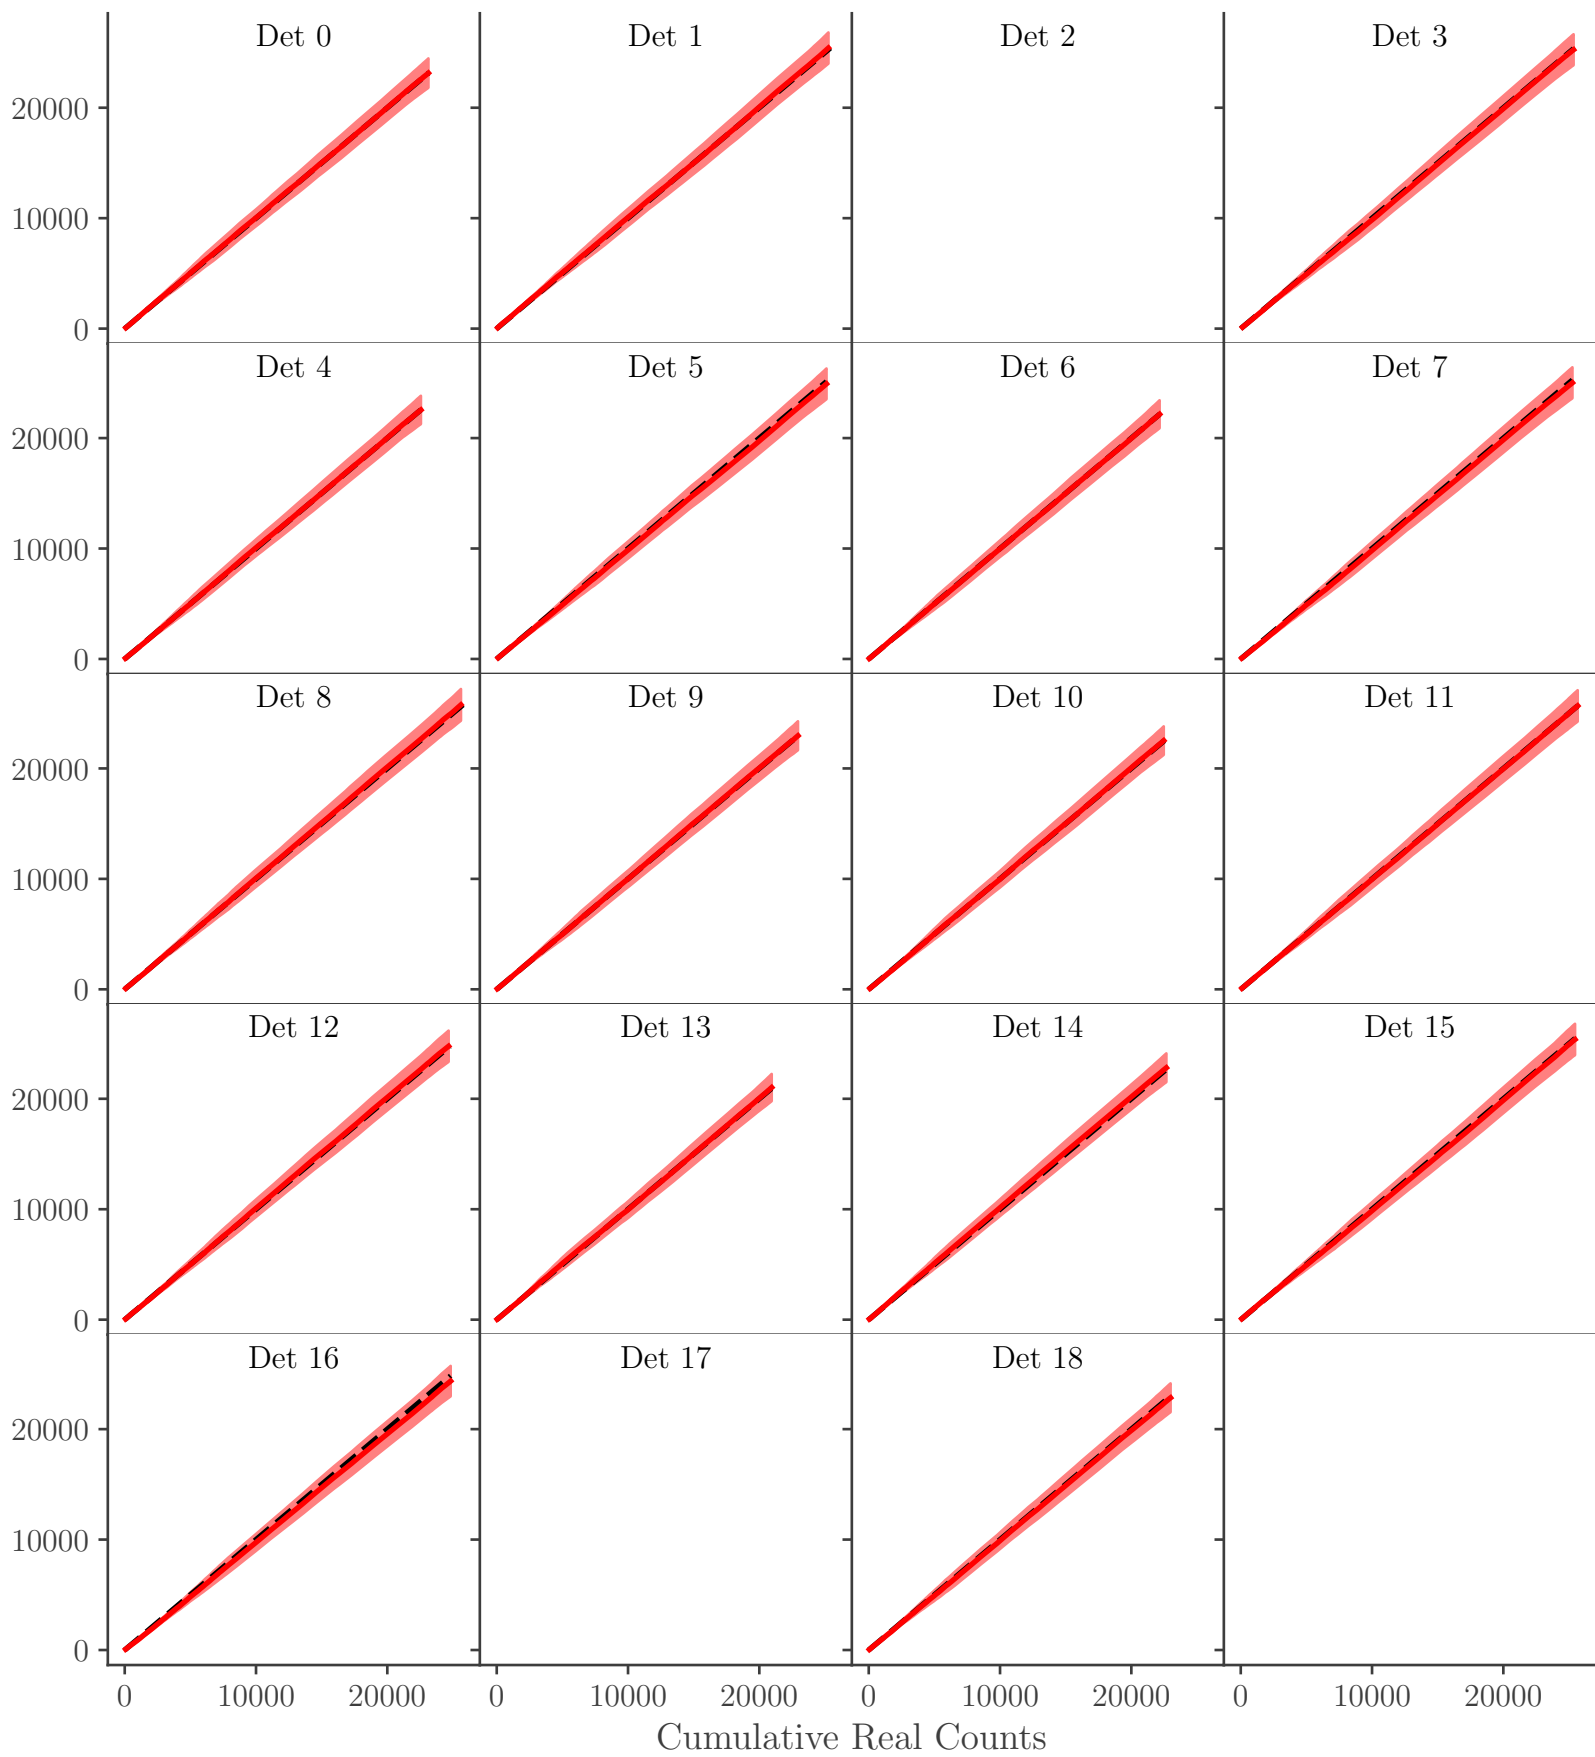 Det 0 Det 1 Det 2 Det 3
20000
10000
0
Det 4 Det 5 Det 6 Det 7
20000
10000
0
Det 8 Det 9 Det 10 Det 11
20000
10000
0
Det 12 Det 13 Det 14 Det 15
20000
10000
0
Det 16 Det 17 Det 18
20000
10000
0
0 10000 20000 0 10000 20000 0 10000 20000 0 10000 20000
Cumulative Real Counts